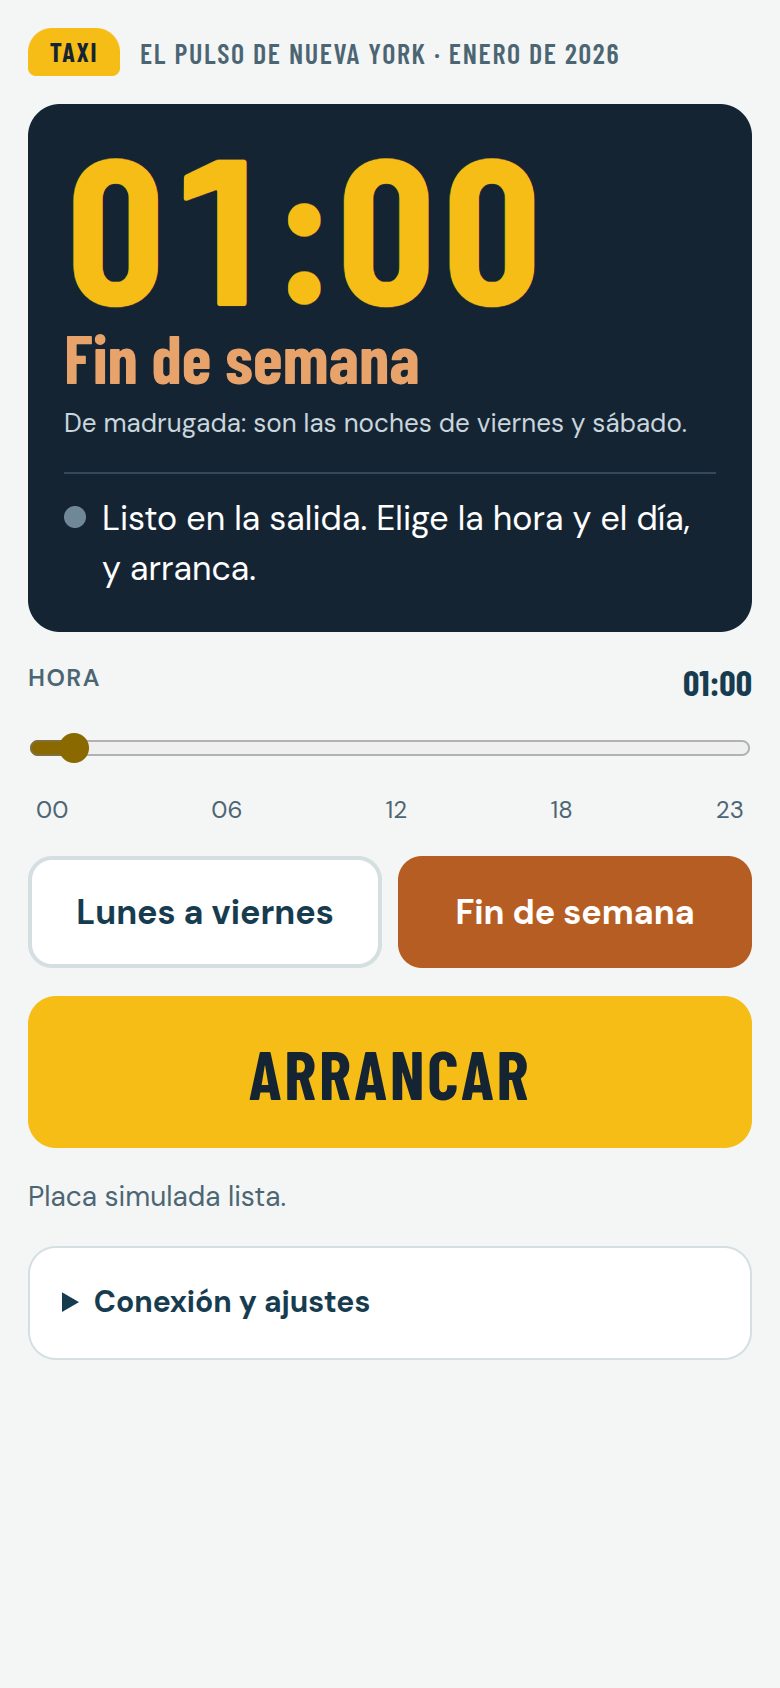 TAXI
EL PULSO DE NUEVA YORK · ENERO DE 2026
01:00
Fin de semana
De madrugada: son las noches de viernes y sábado.
Listo en la salida. Elige la hora y el día,
y arranca.
HORA
01:00
00 06 12 18 23
Lunes a viernes
Fin de semana
ARRANCAR
Placa simulada lista.
Conexión y ajustes